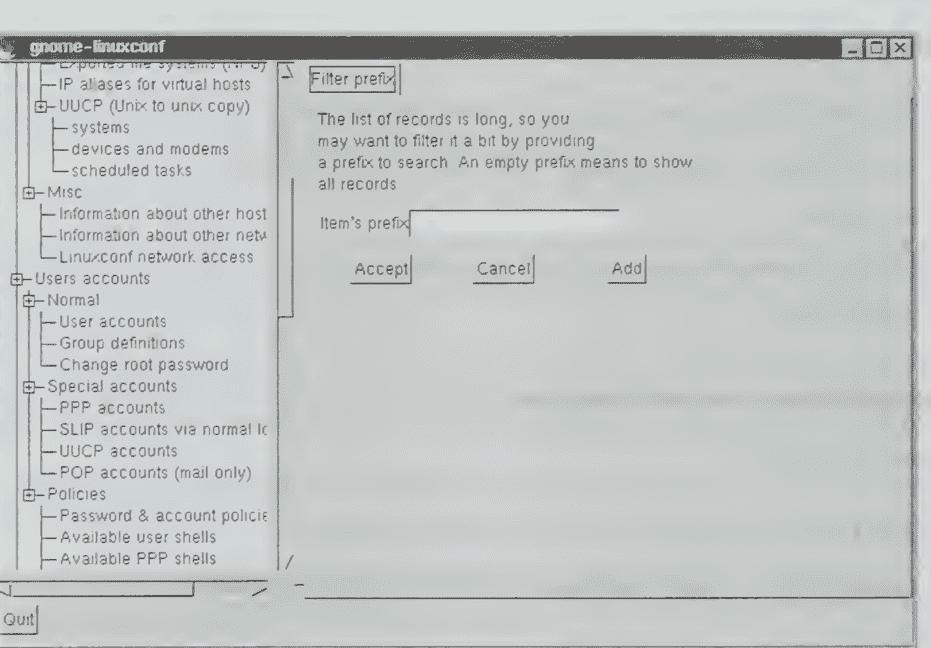 gnome-linuxconf
Exported file systems (NFS)
IP aliases for virtual hosts
UUCP (Unix to unix copy)
systems
devices and modems
scheduled tasks
Misc
Information about other host
Information about other netw
Linuxconf network access
Users accounts
Normal
User accounts
Group definitions
Change root password
Special accounts
PPP accounts
SLIP accounts via normal lo
UUCP accounts
POP accounts (mail only)
Policies
Password & account policie
Available user shells
Available PPP shells
Quit
Filter prefix
The list of records is long, so you
may want to filter it a bit by providing
a prefix to search. An empty prefix means to show
all records
Item's prefix
Accept Cancel Add